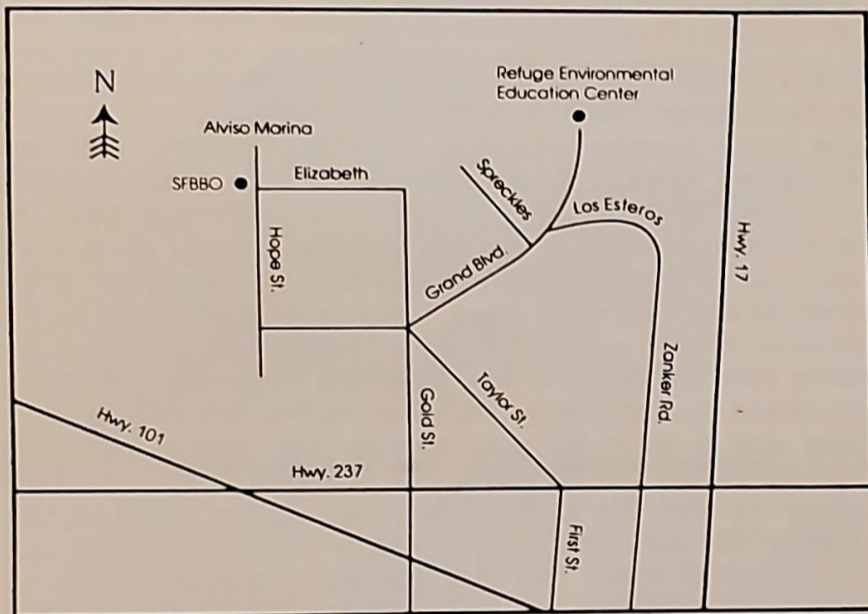 N
Refuge Environmental
Education Center
Alviso Marina
SFBBO
Elizabeth
Spreckles
Los Esteros
Hope St.
Grand Blvd.
Hwy. 17
Zanker Rd.
Taylor St.
Gold St.
Hwy. 101
Hwy. 237
First St.